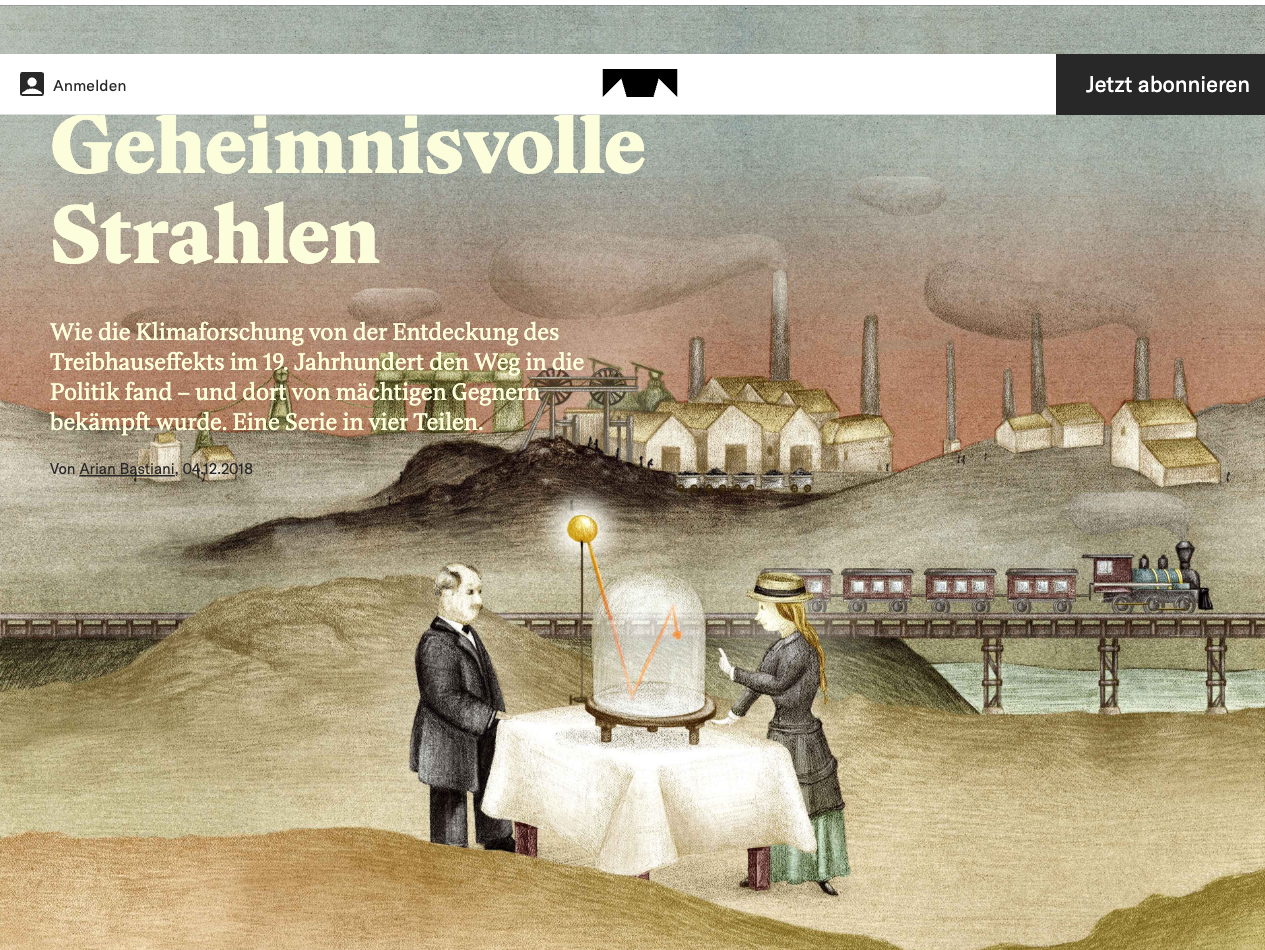 Anmelden
Jetzt abonnieren
Geheimnisvolle
Strahlen
Wie die Klimaforschung von der Entdeckung des
Treibhauseffekts im 19. Jahrhundert den Weg in die
Politik fand – und dort von mächtigen Gegnern
bekämpft wurde. Eine Serie in vier Teilen.
Von Arian Bastiani, 04.12.2018